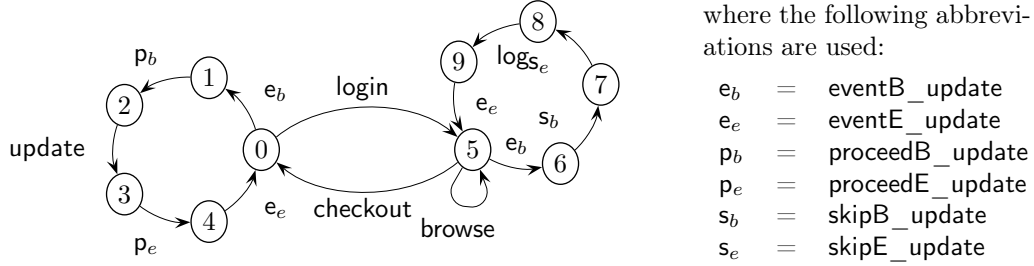 where the following abbrevi-
ations are used:
8
9
log
s_e
7
1
p_b
2
e_b
login
e_e
s_b
update
0
5
e_b
6
3
4
p_e
e_e
checkout
browse
e_b = eventB_update
e_e = eventE_update
p_b = proceedB_update
p_e = proceedE_update
s_b = skipB_update
s_e = skipE_update